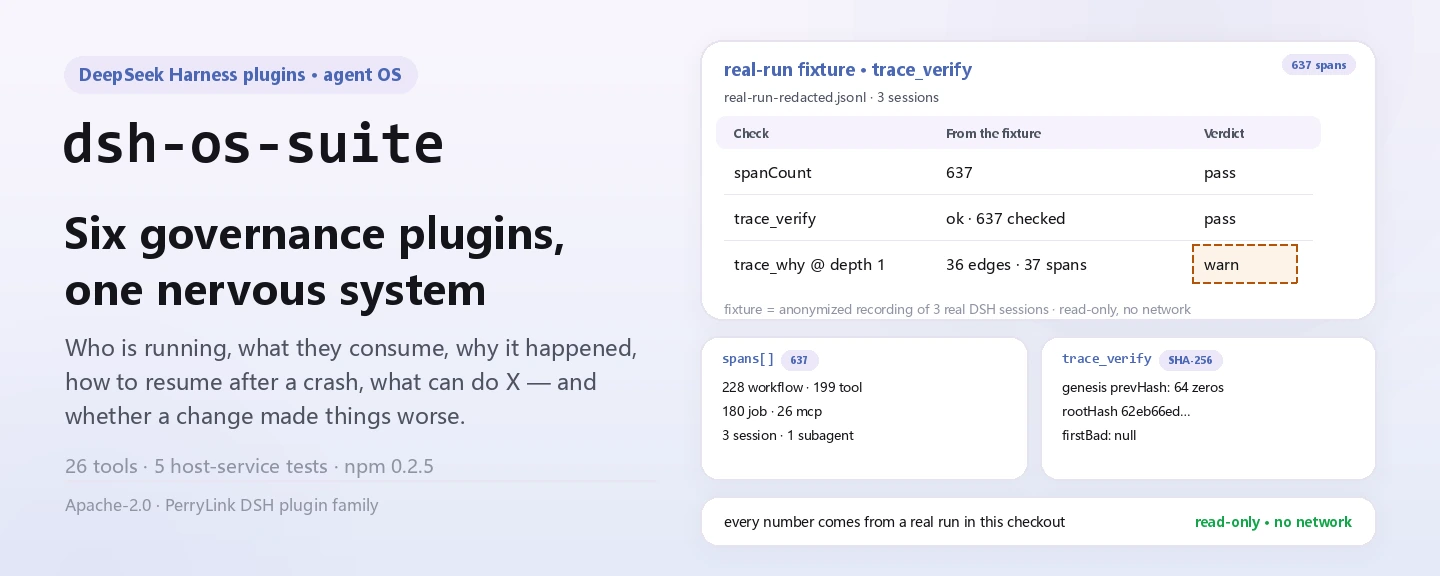 DeepSeek Harness plugins • agent OS
dsh-os-suite
Six governance plugins,
one nervous system
Who is running, what they consume, why it happened,
how to resume after a crash, what can do X — and
whether a change made things worse.
26 tools · 5 host-service tests · npm 0.2.5
Apache-2.0 · PerryLink DSH plugin family
real-run fixture • trace_verify
637 spans
real-run-redacted.jsonl · 3 sessions
Check From the fixture Verdict
spanCount 637 pass
trace_verify ok · 637 checked pass
trace_why @ depth 1 36 edges · 37 spans warn
fixture = anonymized recording of 3 real DSH sessions · read-only, no network
spans[] 637
228 workflow · 199 tool
180 job · 26 mcp
3 session · 1 subagent
trace_verify SHA-256
genesis prevHash: 64 zeros
rootHash 62eb66ed…
firstBad: null
every number comes from a real run in this checkout
read-only • no network